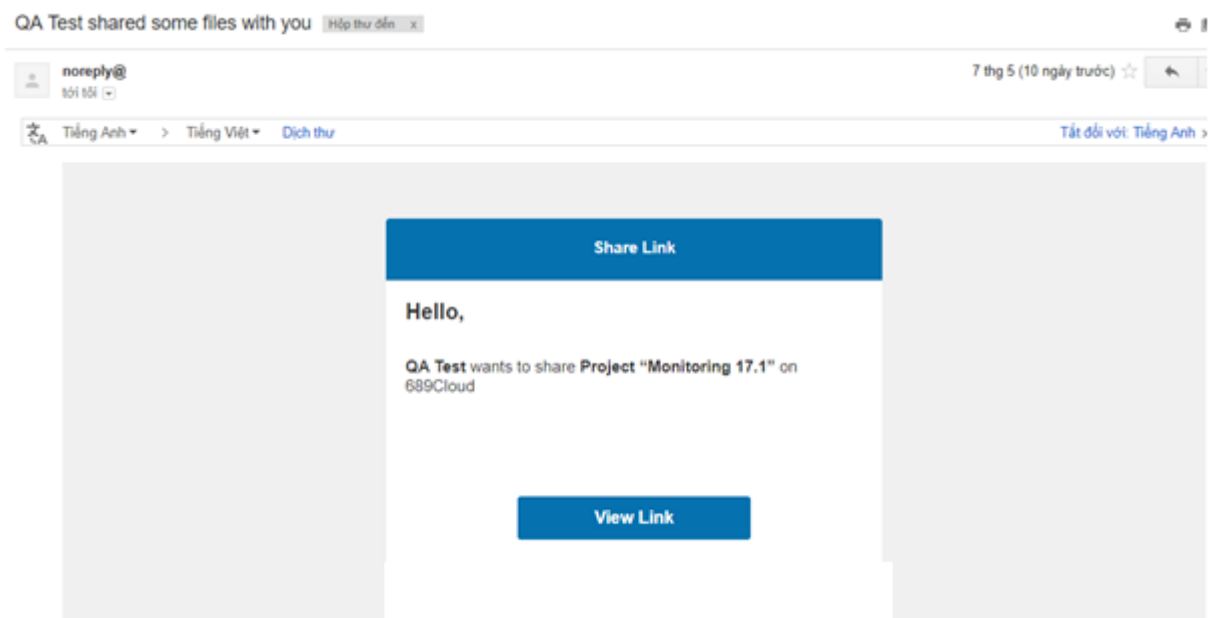 QA Test shared some files with you Hộp thư đến x
noreply@ 7 thg 5 (10 ngày trước)
tới tôi
Tiếng Anh > Tiếng Việt Dịch thư Tắt đối với: Tiếng Anh
Share Link
Hello,
QA Test wants to share Project “Monitoring 17.1” on
689Cloud
View Link